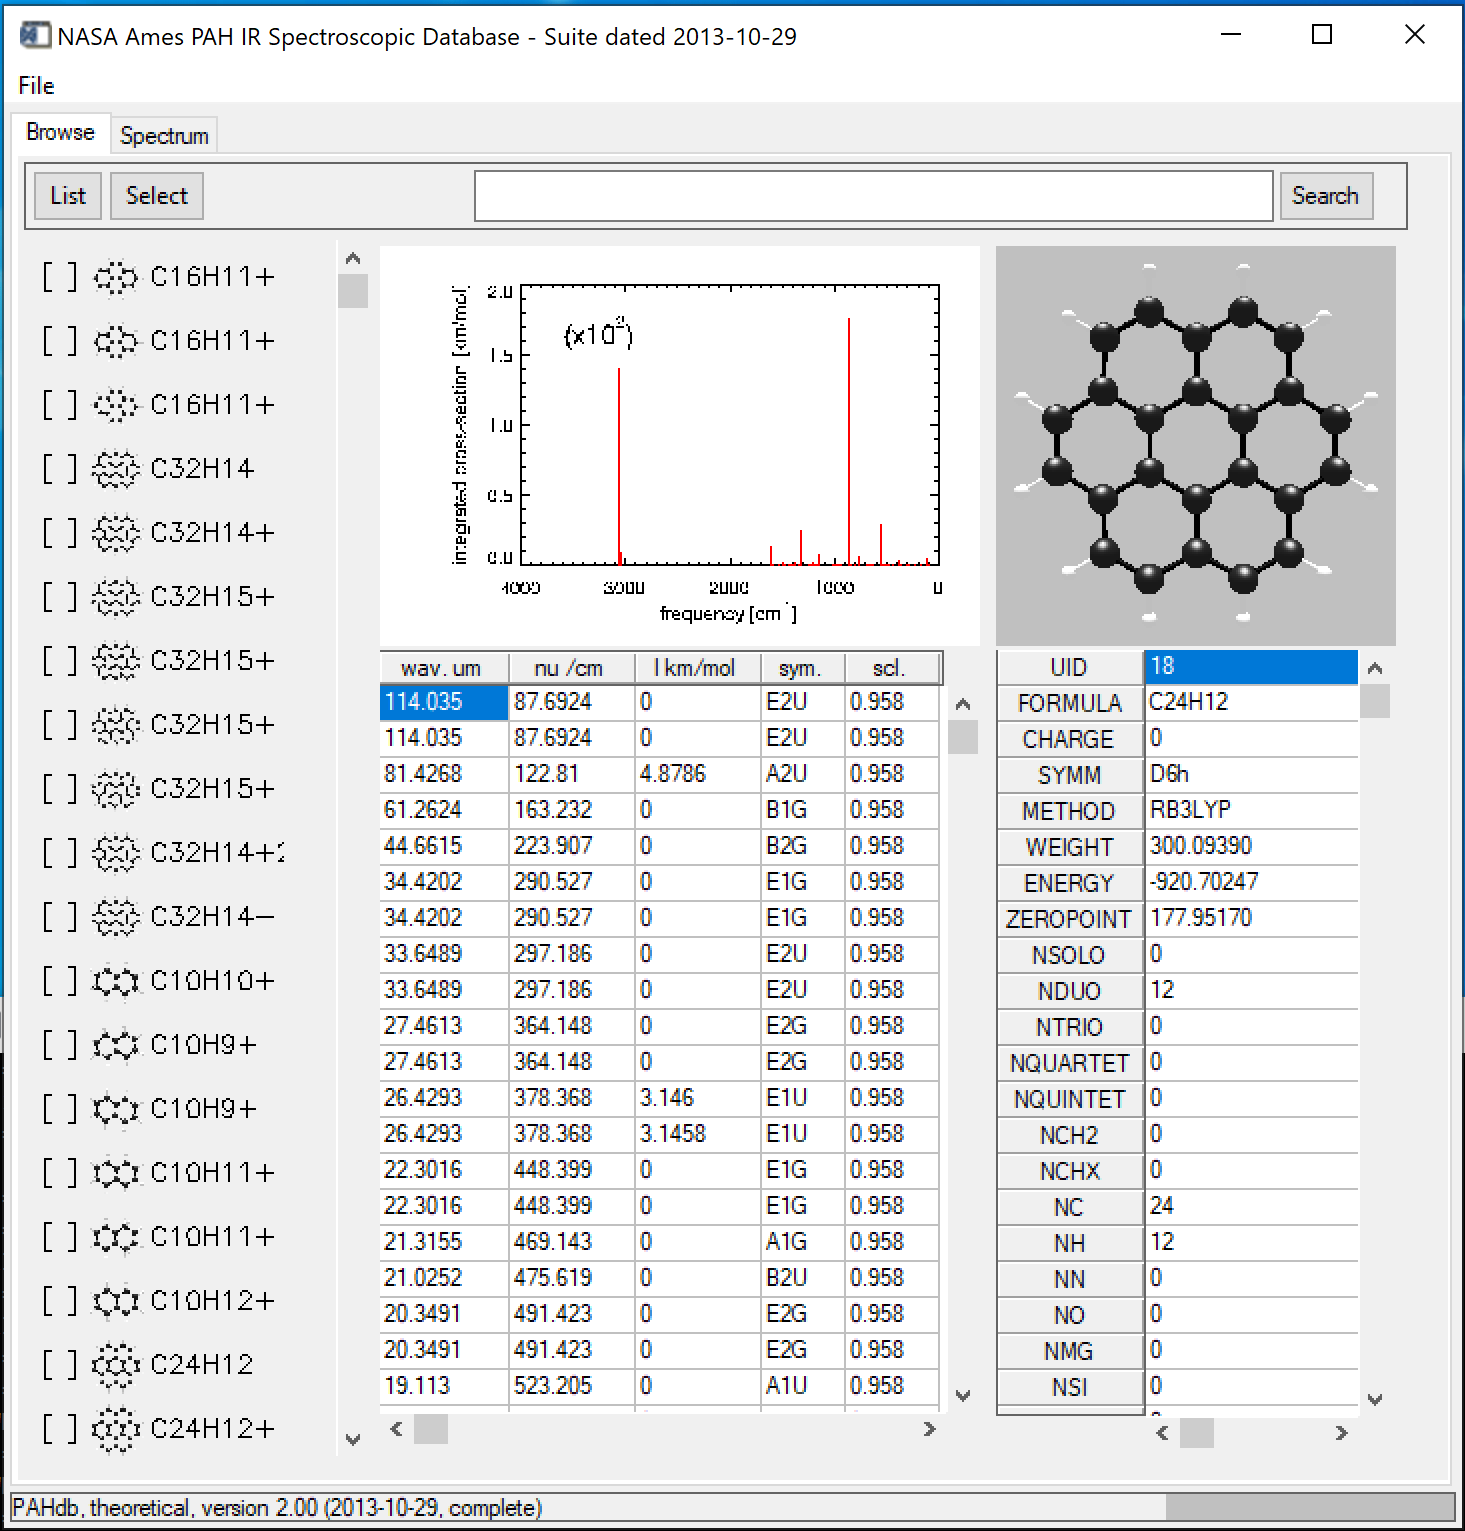 NASA Ames PAH IR Spectroscopic Database - Suite dated 2013-10-29
File
Browse Spectrum
List Select Search
[ ] C16H11+
[ ] C16H11+
[ ] C16H11+
[ ] C32H14
[ ] C32H14+
[ ] C32H15+
[ ] C32H15+
[ ] C32H15+
[ ] C32H15+
[ ] C32H14+2
[ ] C32H14-
[ ] C10H10+
[ ] C10H9+
[ ] C10H9+
[ ] C10H11+
[ ] C10H11+
[ ] C10H12+
[ ] C24H12
[ ] C24H12+
integrated cross-section [km/mol]
2.0
(x10²)
1.5
1.0
0.5
0.0
4000 3000 2000 1000 0
frequency [cm⁻¹]
wav. um nu /cm I km/mol sym. scl.
114.035 87.6924 0 E2U 0.958
114.035 87.6924 0 E2U 0.958
81.4268 122.81 4.8786 A2U 0.958
61.2624 163.232 0 B1G 0.958
44.6615 223.907 0 B2G 0.958
34.4202 290.527 0 E1G 0.958
34.4202 290.527 0 E1G 0.958
33.6489 297.186 0 E2U 0.958
33.6489 297.186 0 E2U 0.958
27.4613 364.148 0 E2G 0.958
27.4613 364.148 0 E2G 0.958
26.4293 378.368 3.146 E1U 0.958
26.4293 378.368 3.1458 E1U 0.958
22.3016 448.399 0 E1G 0.958
22.3016 448.399 0 E1G 0.958
21.3155 469.143 0 A1G 0.958
21.0252 475.619 0 B2U 0.958
20.3491 491.423 0 E2G 0.958
20.3491 491.423 0 E2G 0.958
19.113 523.205 0 A1U 0.958
UID 18
FORMULA C24H12
CHARGE 0
SYMM D6h
METHOD RB3LYP
WEIGHT 300.09390
ENERGY -920.70247
ZEROPOINT 177.95170
NSOLO 0
NDUO 12
NTRIO 0
NQUARTET 0
NQUINTET 0
NCH2 0
NCHX 0
NC 24
NH 12
NN 0
NO 0
NMG 0
NSI 0
PAHdb, theoretical, version 2.00 (2013-10-29, complete)